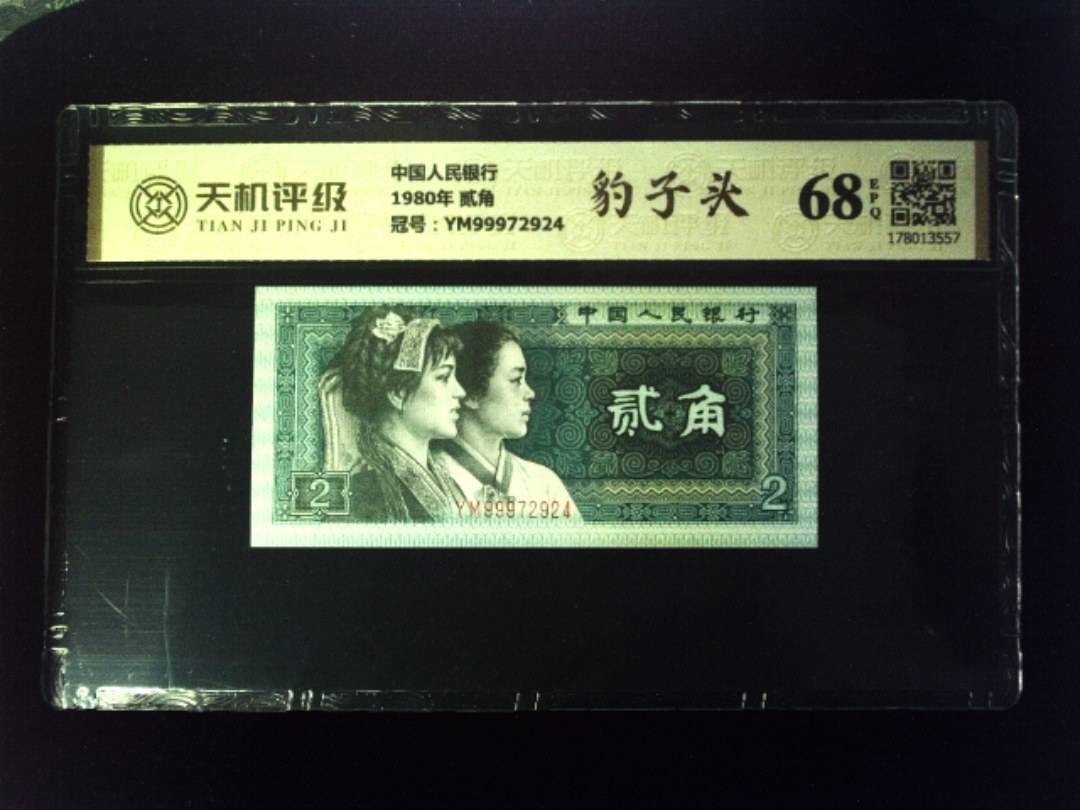 天机评级
TIAN JI PING JI
中国人民银行
1980年 贰角
冠号：YM99972924
豹子头
68
EPQ
178013557
中国人民银行
贰角
2
2
YM99972924